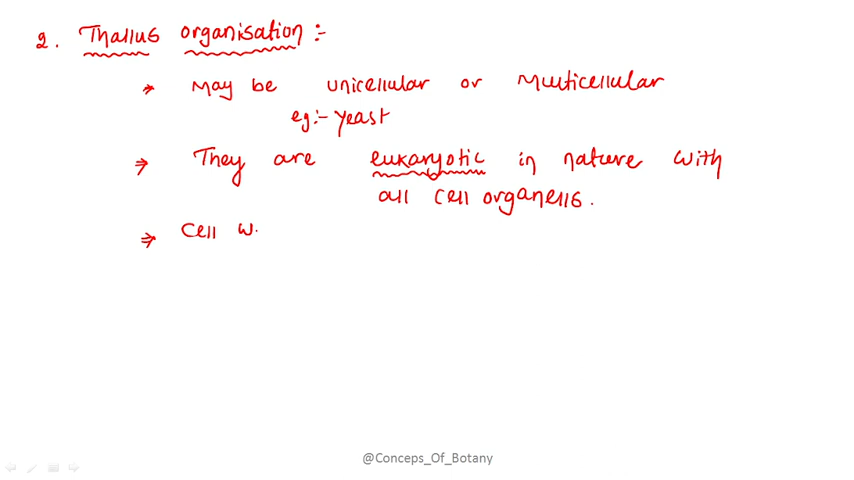 2. Thallus organisation :-
→ May be unicellular or Multicellular
eg:- yeast
⇒ They are eukaryotic in nature with
all cell organells.
⇒ Cell w.
@Conceps_Of_Botany